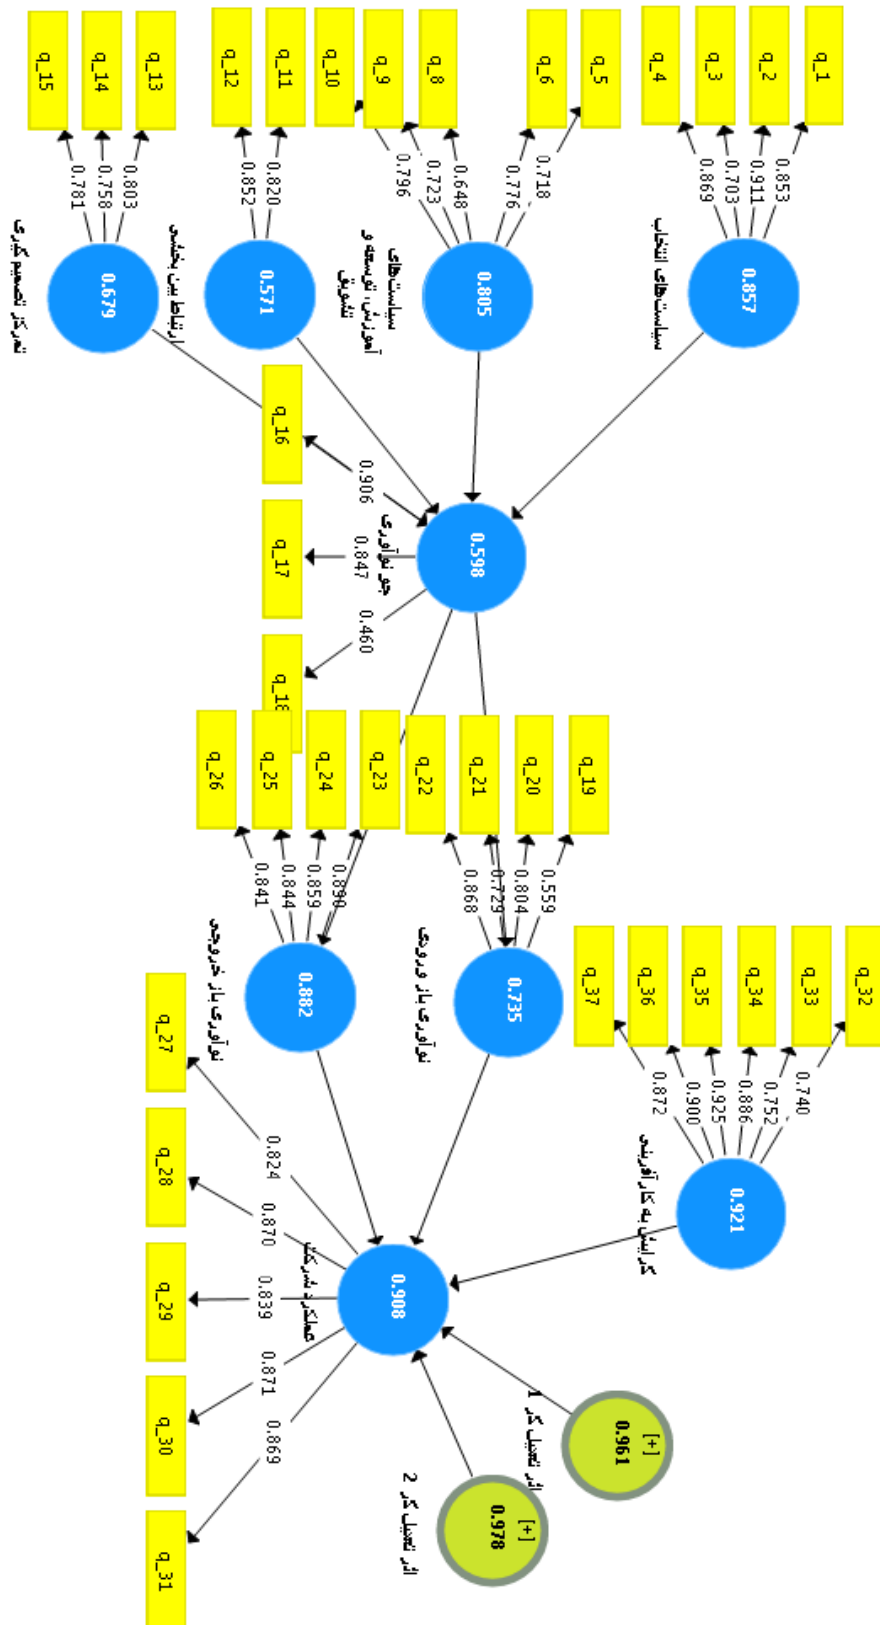 q_1
q_2
q_3
q_4
0.853
0.911
0.703
0.869
0.857
سیاست‌های انتخاب
q_5
q_6
0.718
0.776
q_8
q_9
q_10
0.648
0.723
0.796
0.805
سیاست‌های
آموزش، توسعه و
تشویق
q_11
q_12
0.820
0.852
0.571
ارتباط بین بخشی
q_13
q_14
q_15
0.803
0.758
0.781
0.679
تمرکز تصمیم گیری
q_16
q_17
q_18
0.906
0.847
0.460
0.598
جو نوآوری
q_19
q_20
q_21
q_22
0.559
0.804
0.729
0.868
0.735
نوآوری باز ورودی
q_23
q_24
q_25
q_26
0.890
0.859
0.844
0.841
0.882
نوآوری باز خروجی
q_32
q_33
q_34
q_35
q_36
q_37
0.740
0.752
0.886
0.925
0.900
0.872
0.921
گرایش به کارآفرینی
q_27
q_28
q_29
q_30
q_31
0.824
0.870
0.839
0.871
0.869
0.908
عملکرد شرکت
[+]
0.961
اثر تعدیل گر 1
[+]
0.978
اثر تعدیل گر 2